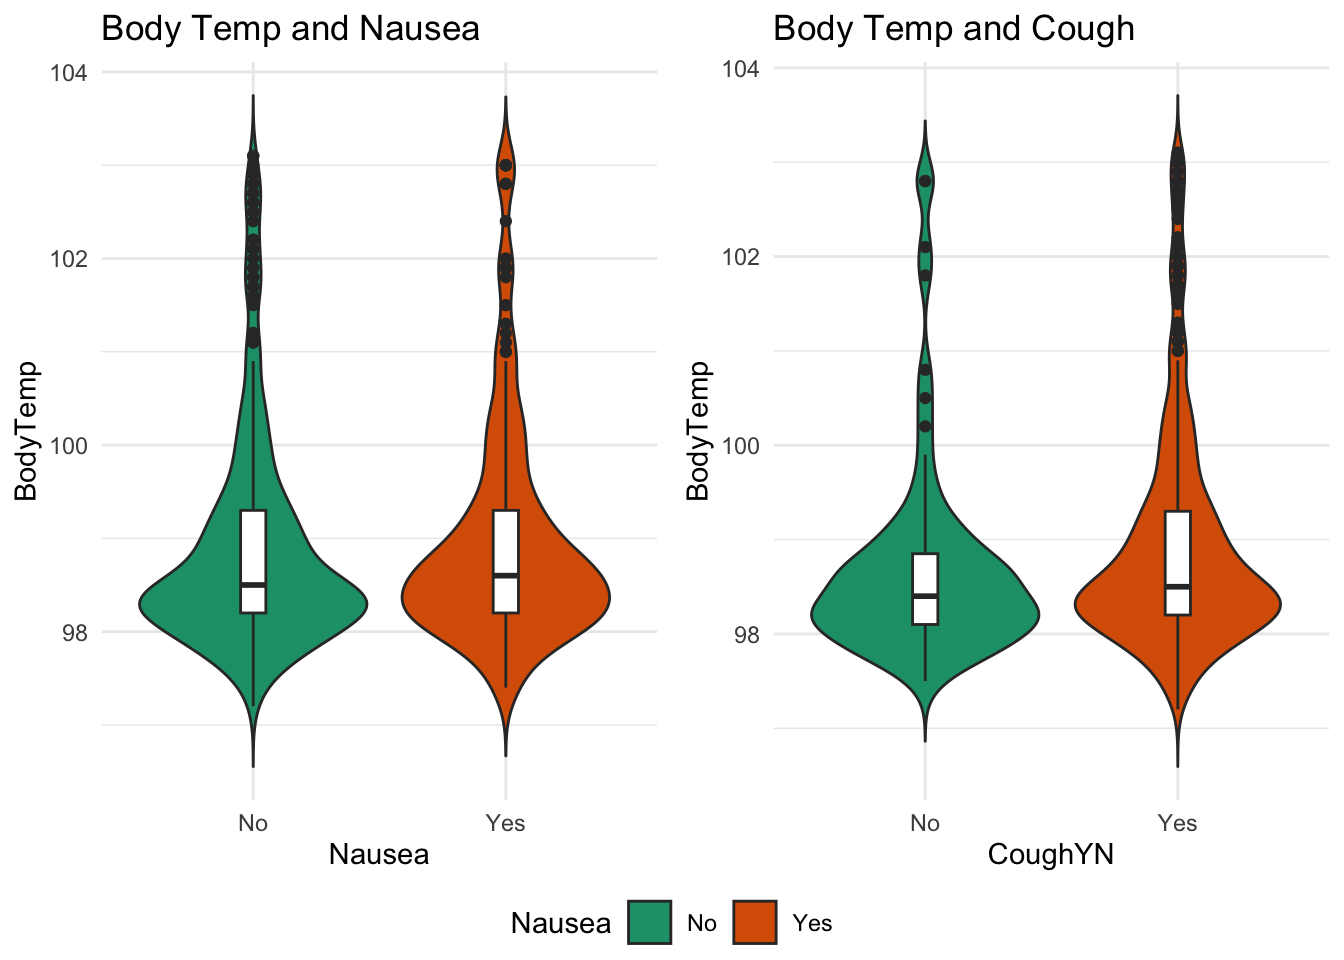 Body Temp and Nausea
104
102
100
98
BodyTemp
No Yes
Nausea
Body Temp and Cough
104
102
100
98
BodyTemp
No Yes
CoughYN
Nausea No Yes